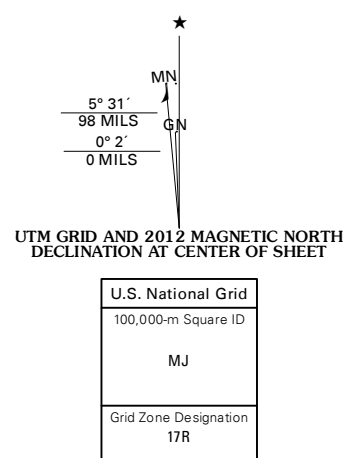 ★
MN
5° 31´
98 MILS
GN
0° 2´
0 MILS
UTM GRID AND 2012 MAGNETIC NORTH
DECLINATION AT CENTER OF SHEET
U.S. National Grid
100,000-m Square ID
MJ
Grid Zone Designation
17R